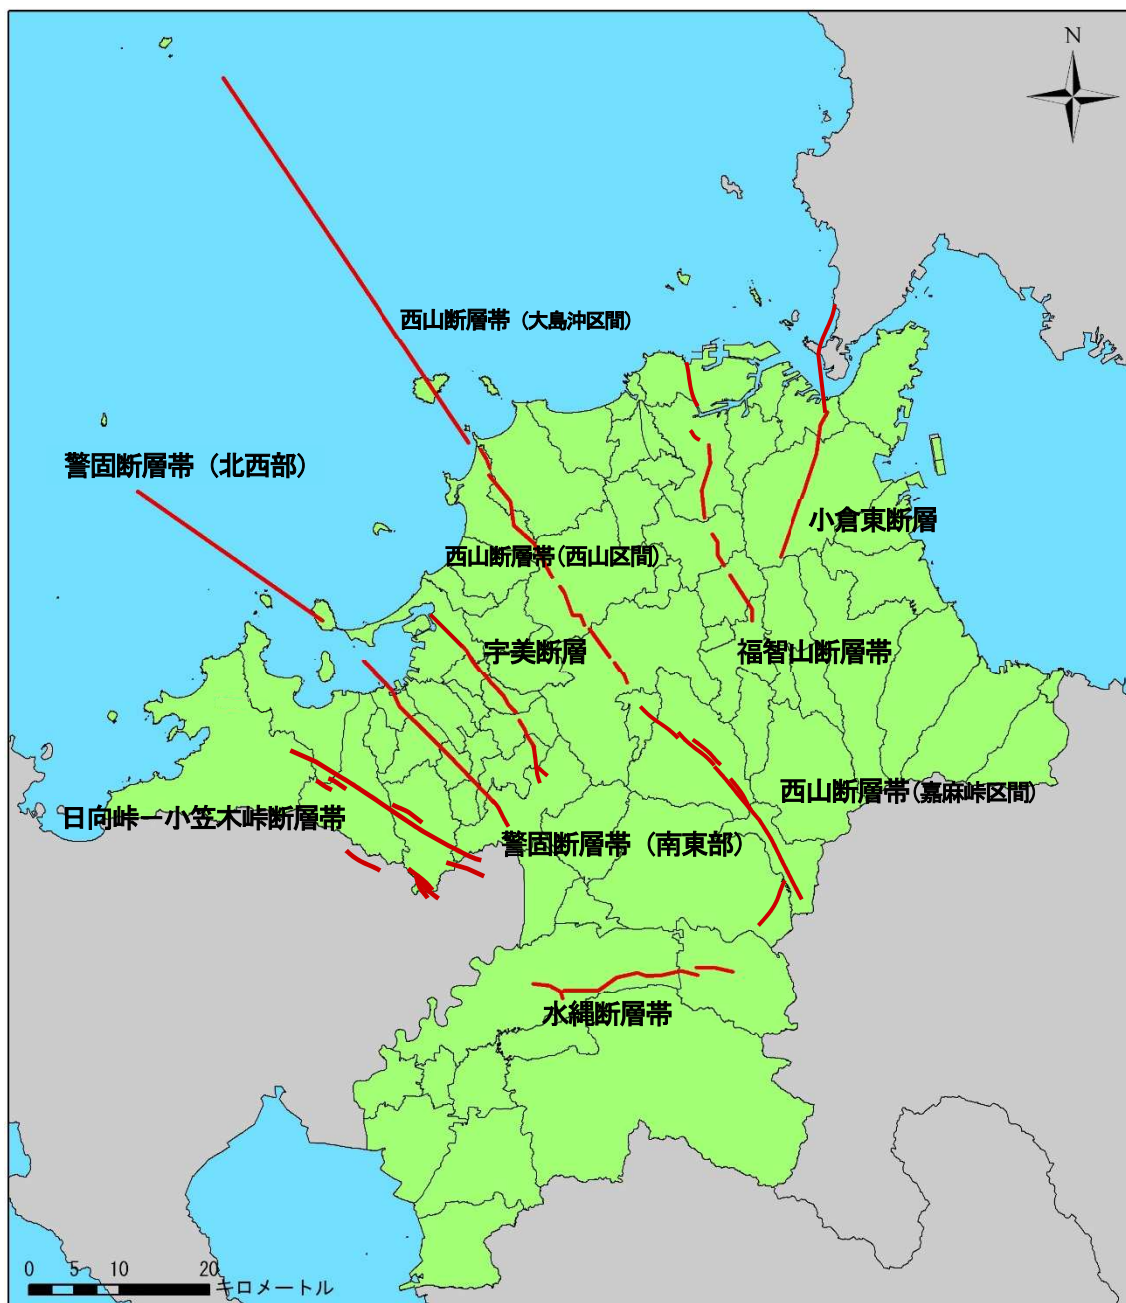 N
西山断層帯（大島沖区間）
警固断層帯（北西部）
小倉東断層
西山断層帯（西山区間）
宇美断層
福智山断層帯
西山断層帯（嘉麻峠区間）
日向峠ー小笠木峠断層帯
警固断層帯（南東部）
水縄断層帯
0 5 10 20
キロメートル